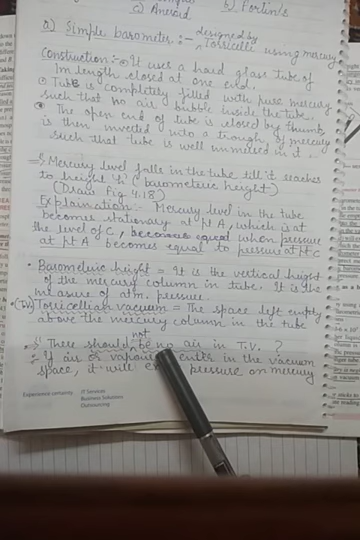 c) Aneroid b) Fortin's
a) Simple barometer :- designed by Torricelli using mercury
Construction:- It uses a hard glass tube of
1m length closed at one end.
Tube is completely filled with pure mercury
such that no air bubble inside the tube.
The open end of tube is closed by thumb,
is then inverted into a trough of mercury
such that tube is well immersed in it.
Mercury level falls in the tube till it reaches
to height 'h' (barometric height)
(Draw Fig 4.18)
Explaination - Mercury level in the tube
becomes stationary at pt A, which is at
the level of C, becomes equal when pressure
at pt A becomes equal to pressure at pt C
Barometric height = It is the vertical height
of the mercury column in tube. It is the
measure of atm. pressure.
Torricellian vacuum = The space left empty
above the mercury column in the tube
There should not be no air in T.V. ?
If air or vapour enters in the vacuum
space, it will pressure on mercury
Experience certainty. IT Services
Business Solutions
Outsourcing